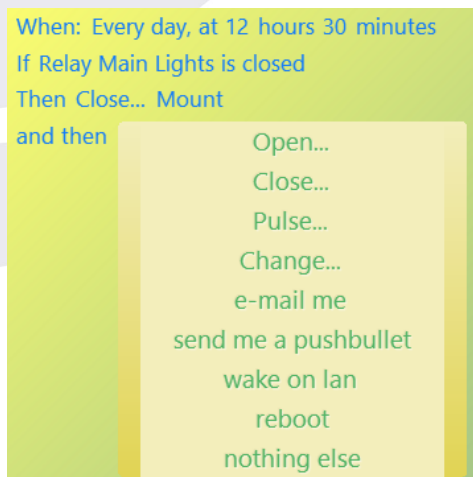 When: Every day, at 12 hours 30 minutes
If Relay Main Lights is closed
Then Close... Mount
and then
Open...
Close...
Pulse...
Change...
e-mail me
send me a pushbullet
wake on lan
reboot
nothing else